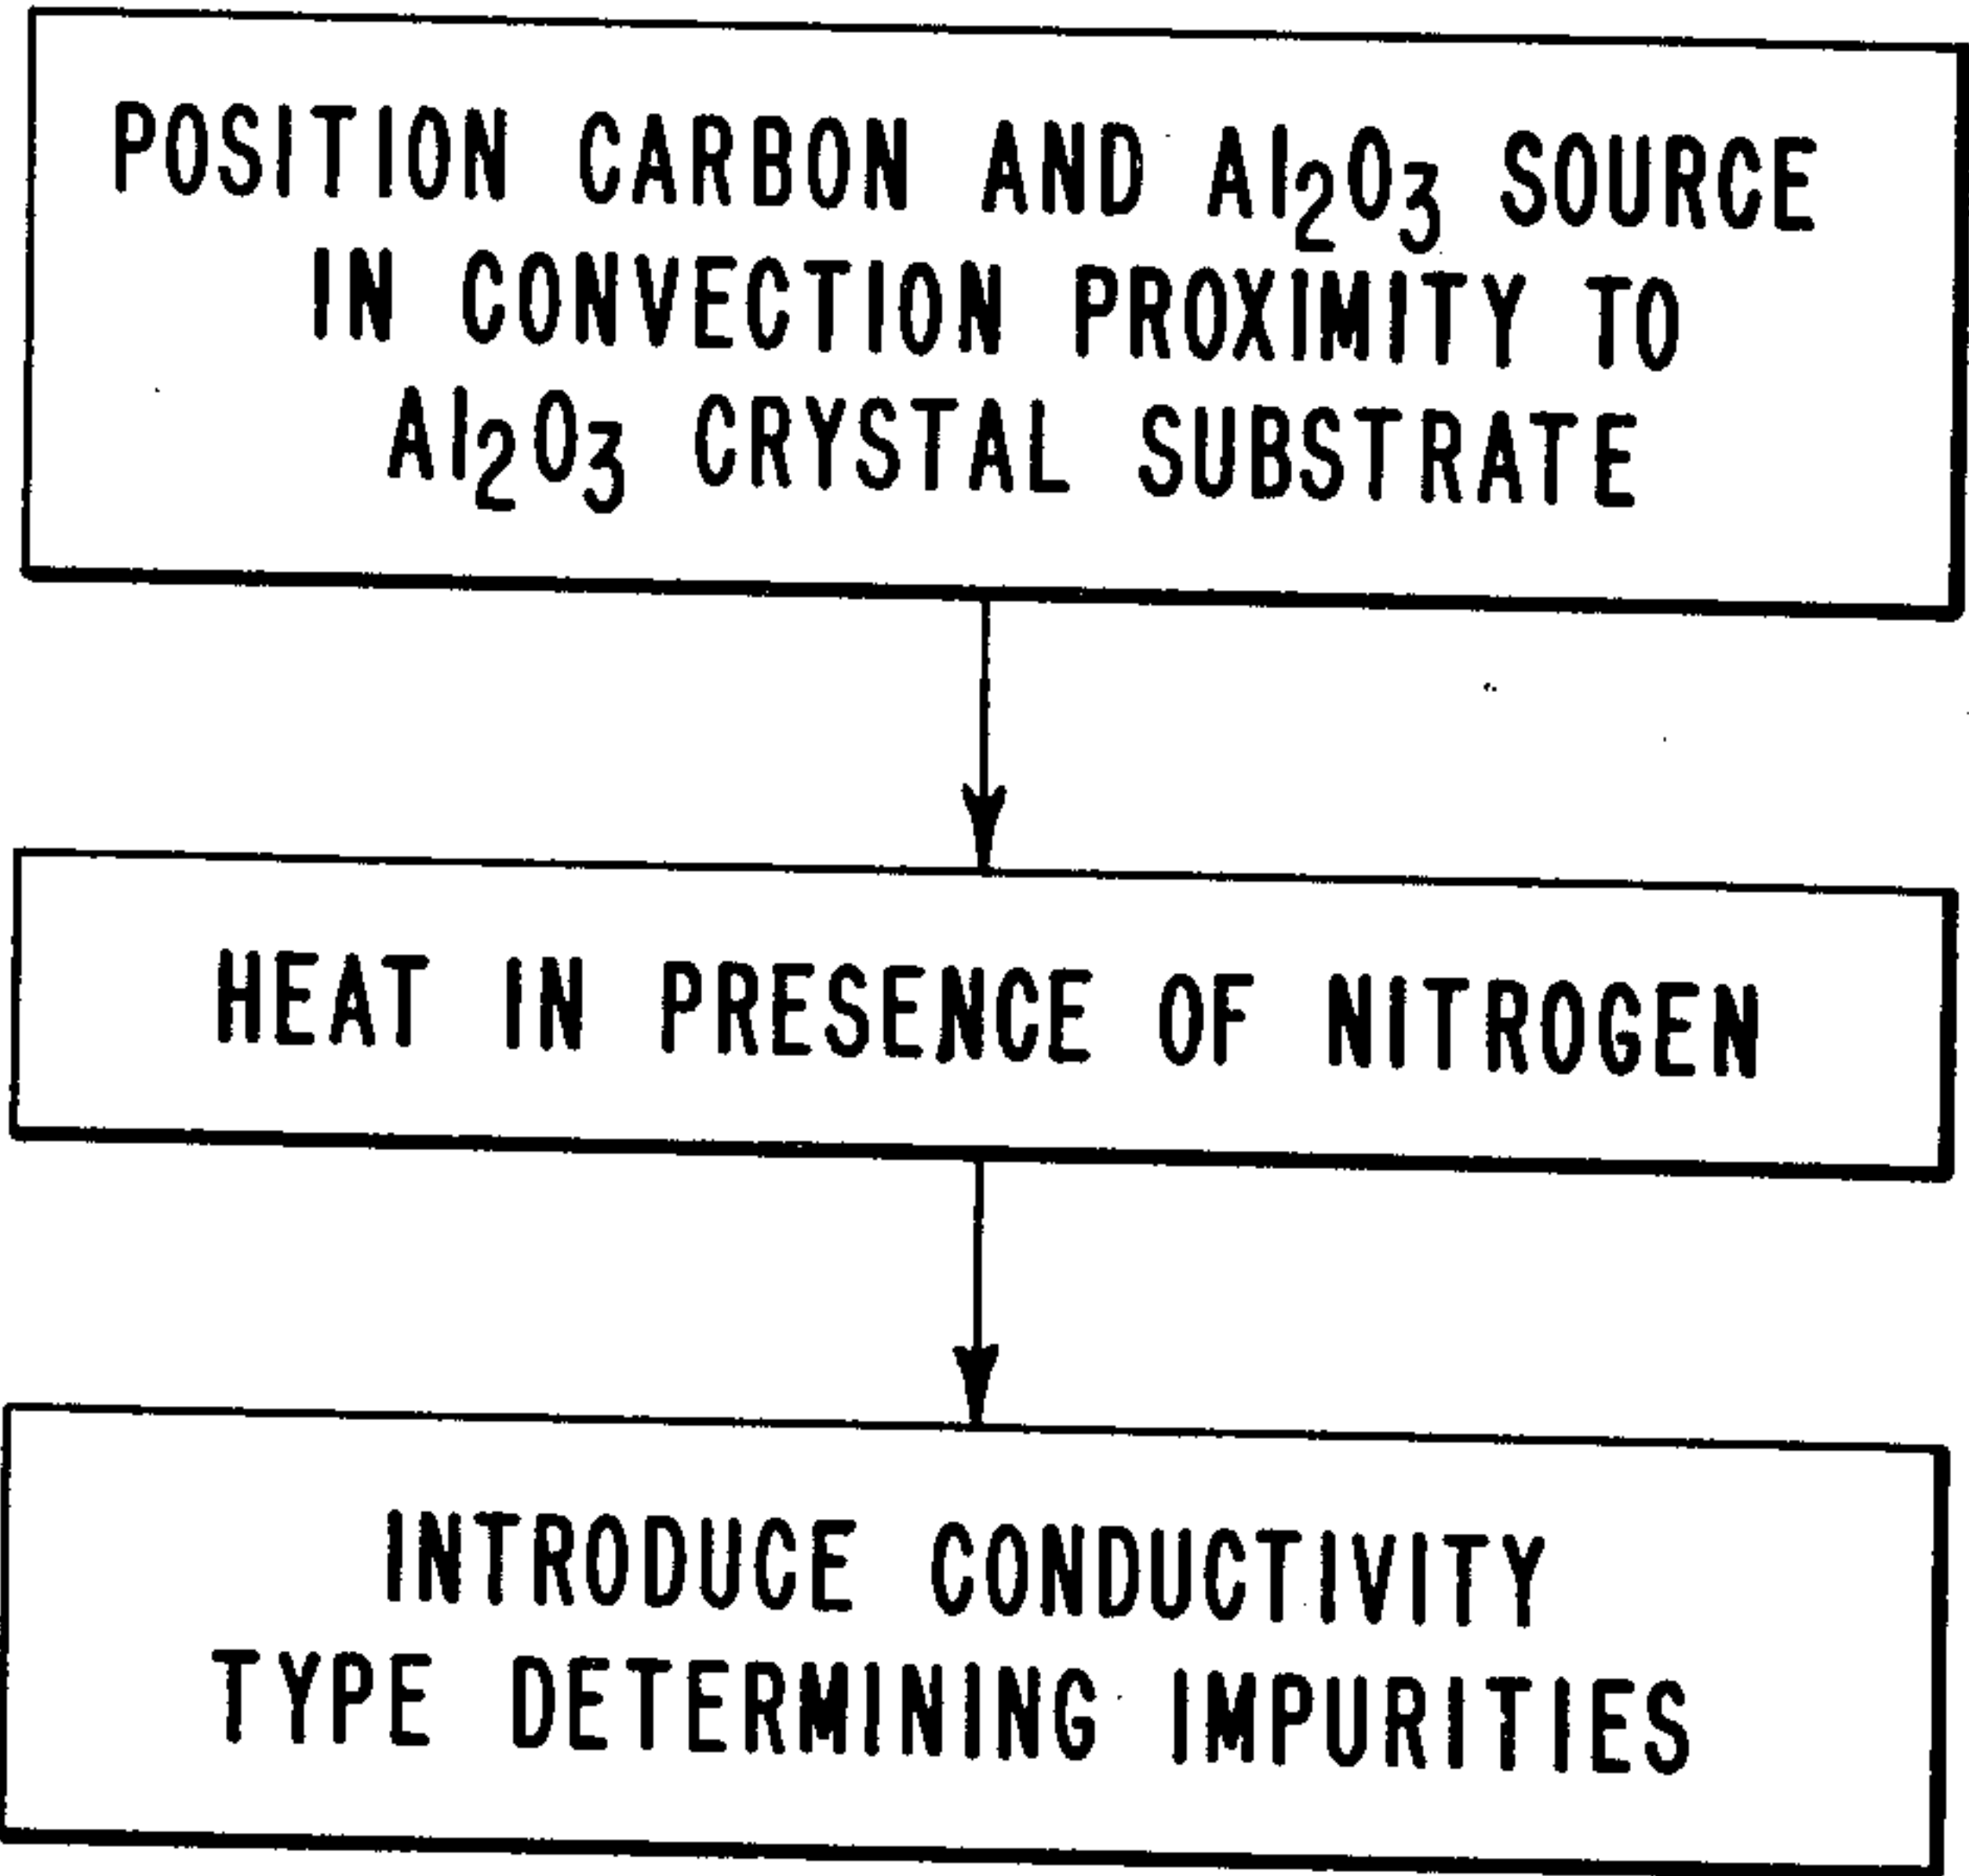 POSITION CARBON AND Al₂O₃ SOURCE
IN CONVECTION PROXIMITY TO
Al₂O₃ CRYSTAL SUBSTRATE
HEAT IN PRESENCE OF NITROGEN
INTRODUCE CONDUCTIVITY
TYPE DETERMINING IMPURITIES